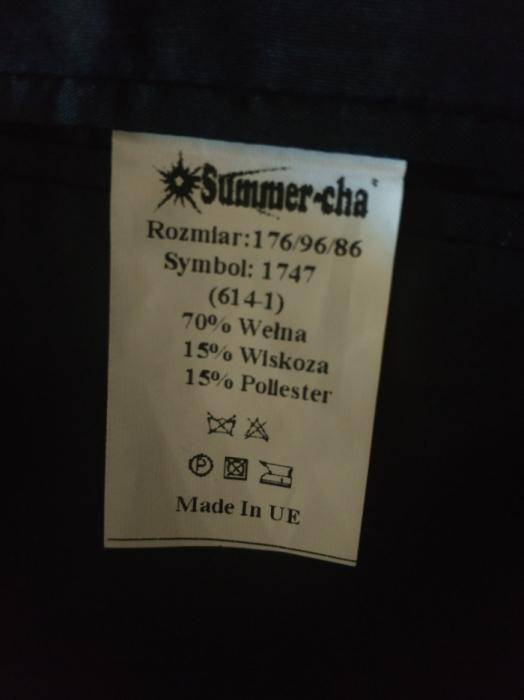 Summer-cha
Rozmiar:176/96/86
Symbol: 1747
(614-1)
70% Wełna
15% Wiskoza
15% Poliester
P
Made In UE